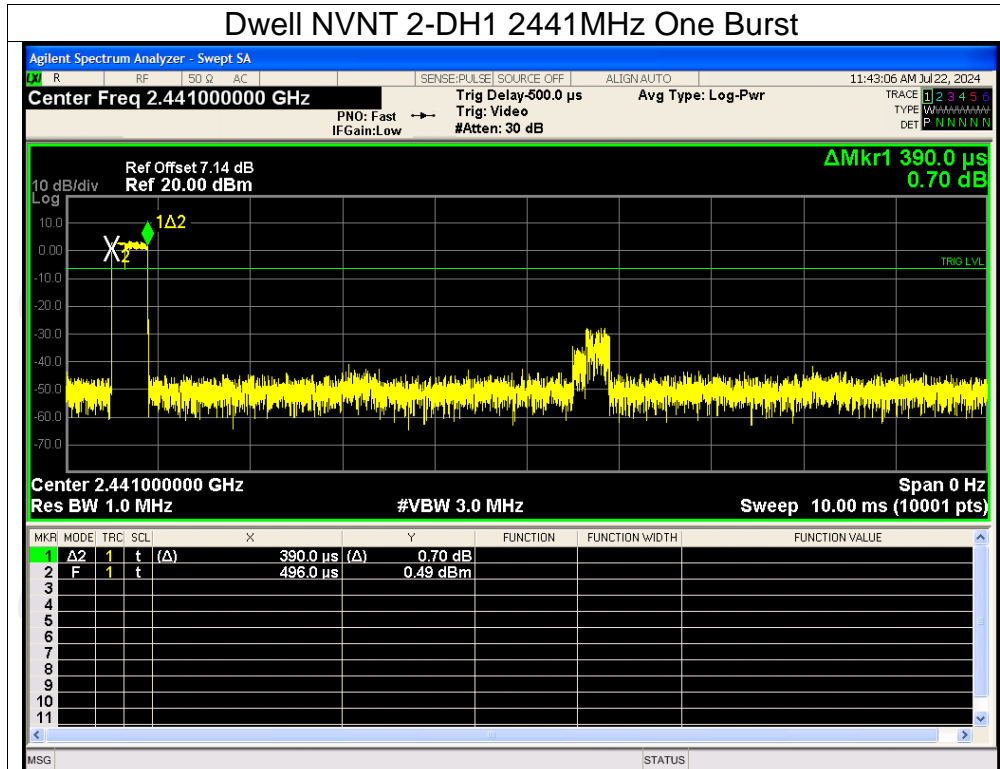 Dwell NVNT 2-DH1 2441MHz One Burst
Agilent Spectrum Analyzer - Swept SA
LXI R RF 50 Ω AC SENSE:PULSE SOURCE OFF ALIGN AUTO 11:43:06 AM Jul 22, 2024
Center Freq 2.441000000 GHz
PNO: Fast
IFGain:Low
Trig Delay-500.0 µs
Trig: Video
#Atten: 30 dB
Avg Type: Log-Pwr
TRACE 1 2 3 4 5 6
TYPE WWWWWW
DET P N N N N N
ΔMkr1 390.0 µs
0.70 dB
Ref Offset 7.14 dB
10 dB/div Ref 20.00 dBm
Log
10.0
0.00
-10.0
-20.0
-30.0
-40.0
-50.0
-60.0
-70.0
1Δ2
2
TRIG LVL
Center 2.441000000 GHz Span 0 Hz
Res BW 1.0 MHz #VBW 3.0 MHz Sweep 10.00 ms (10001 pts)
MKR MODE TRC SCL X Y FUNCTION FUNCTION WIDTH FUNCTION VALUE
1 Δ2 1 t (Δ) 390.0 µs (Δ) 0.70 dB
2 F 1 t 496.0 µs 0.49 dBm
3
4
5
6
7
8
9
10
11
MSG STATUS